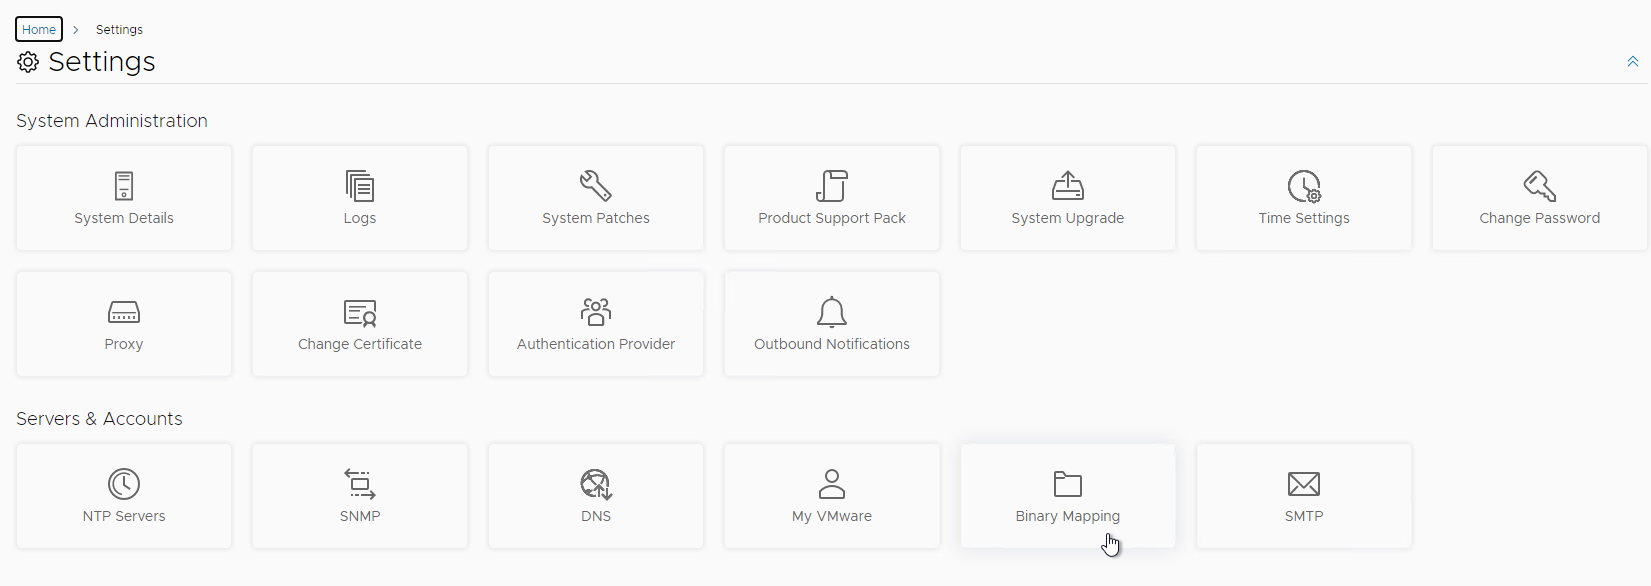 Home > Settings
Settings
System Administration
System Details
Logs
System Patches
Product Support Pack
System Upgrade
Time Settings
Change Password
Proxy
Change Certificate
Authentication Provider
Outbound Notifications
Servers & Accounts
NTP Servers
SNMP
DNS
My VMware
Binary Mapping
SMTP